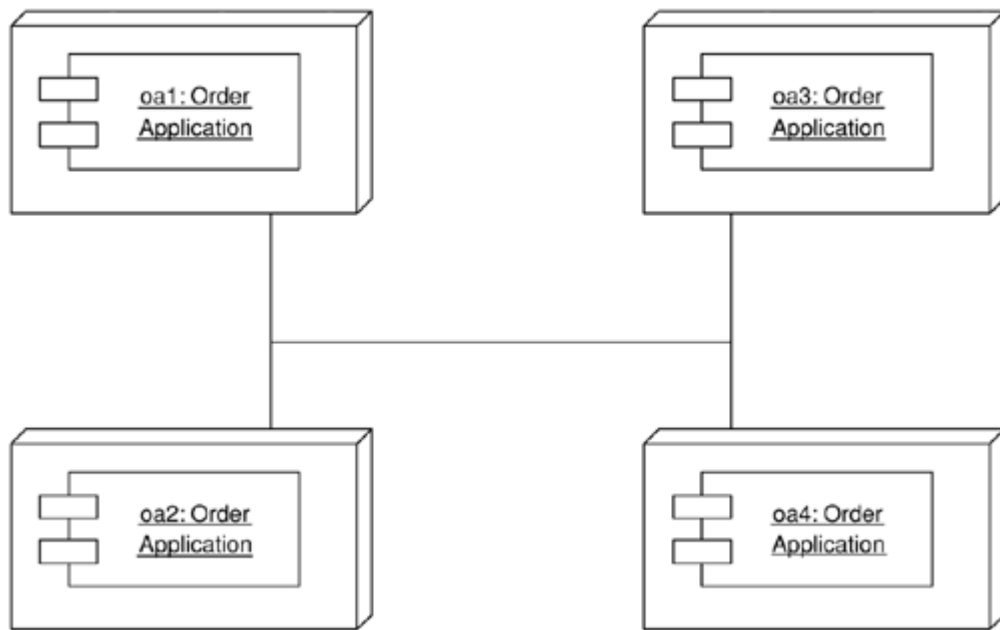 oa1: Order
Application
oa3: Order
Application
oa2: Order
Application
oa4: Order
Application